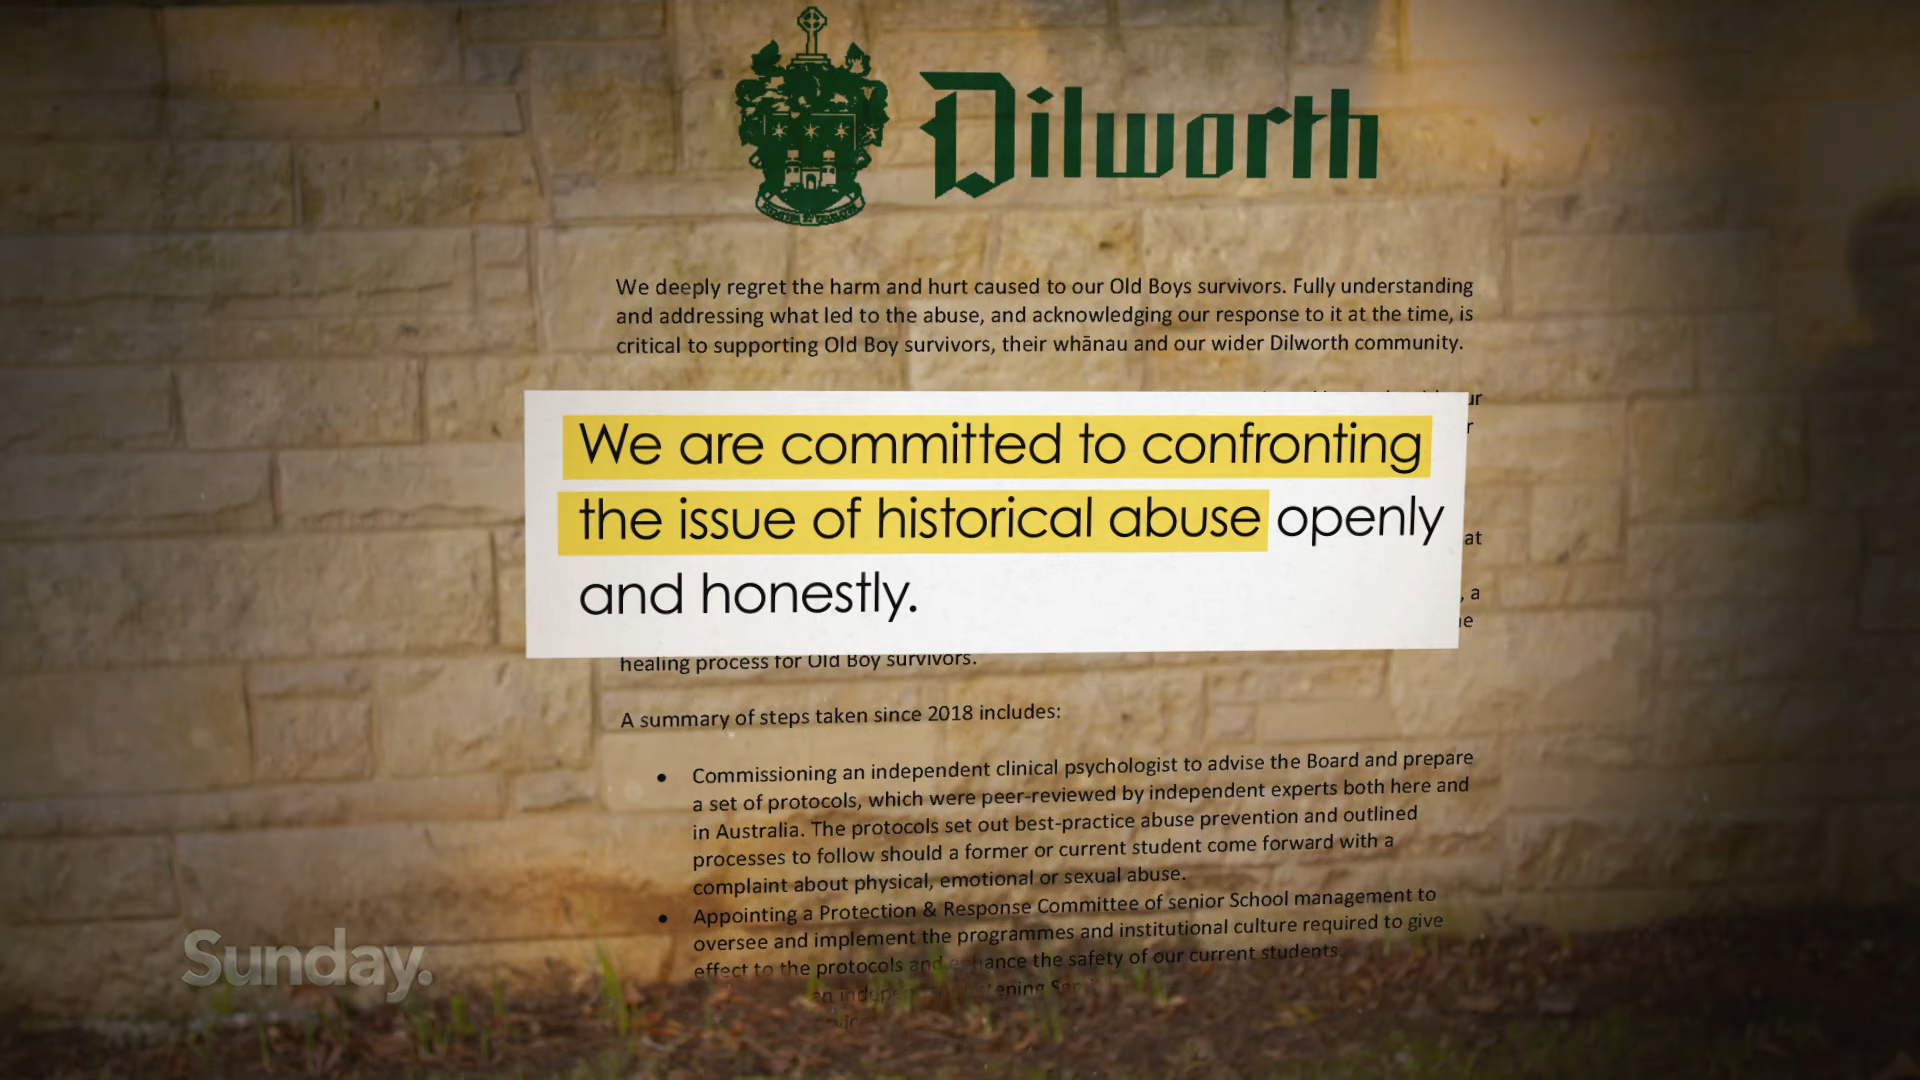 Dilworth
We deeply regret the harm and hurt caused to our Old Boys survivors. Fully understanding
and addressing what led to the abuse, and acknowledging our response to it at the time, is
critical to supporting Old Boy survivors, their whānau and our wider Dilworth community.
We are committed to confronting
the issue of historical abuse openly
and honestly.
at
, a
healing process for Old Boy survivors.
A summary of steps taken since 2018 includes:
• Commissioning an independent clinical psychologist to advise the Board and prepare
a set of protocols, which were peer-reviewed by independent experts both here and
in Australia. The protocols set out best-practice abuse prevention and outlined
processes to follow should a former or current student come forward with a
complaint about physical, emotional or sexual abuse.
• Appointing a Protection & Response Committee of senior School management to
oversee and implement the programmes and institutional culture required to give
effect to the protocols and enhance the safety of our current students.
an
Sunday.